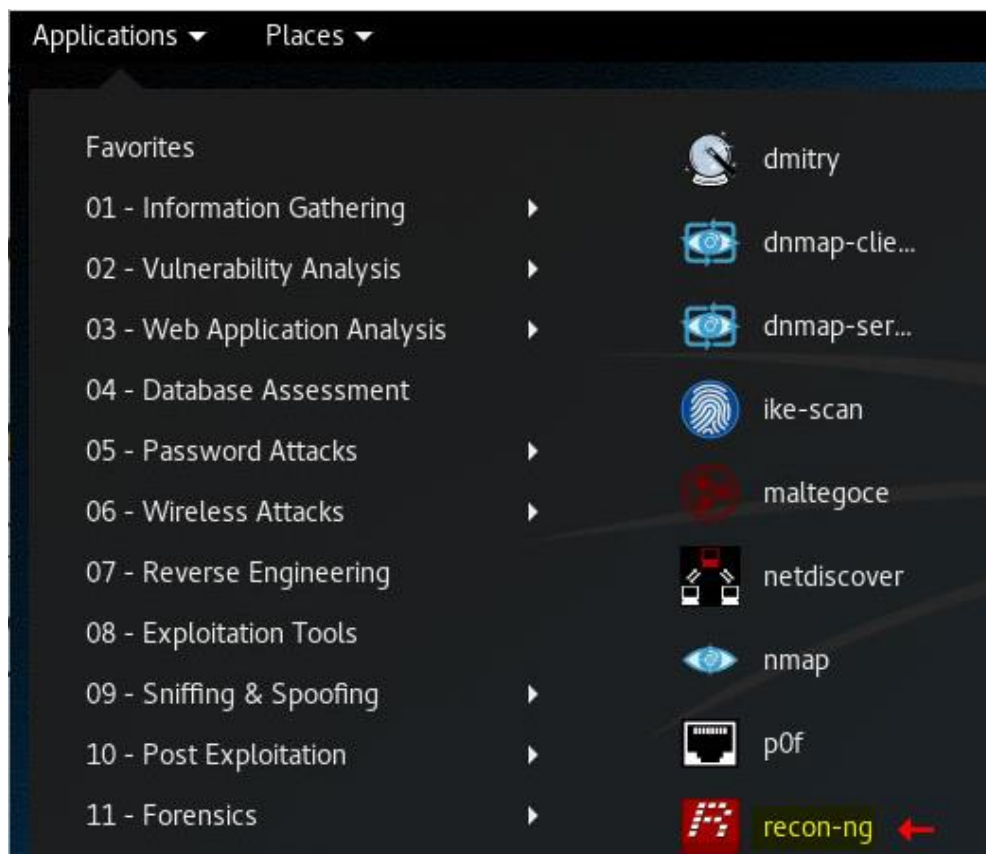 Applications Places
Favorites
01 - Information Gathering
02 - Vulnerability Analysis
03 - Web Application Analysis
04 - Database Assessment
05 - Password Attacks
06 - Wireless Attacks
07 - Reverse Engineering
08 - Exploitation Tools
09 - Sniffing & Spoofing
10 - Post Exploitation
11 - Forensics
dmitry
dnmap-clie...
dnmap-ser...
ike-scan
maltegoce
netdiscover
nmap
p0f
recon-ng